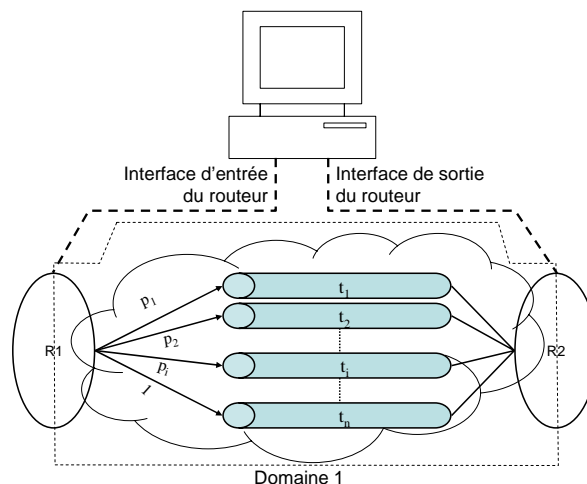 Interface d'entrée
du routeur
Interface de sortie
du routeur
R1
p1
p2
pi
1
t1
t2
ti
tn
R2
Domaine 1